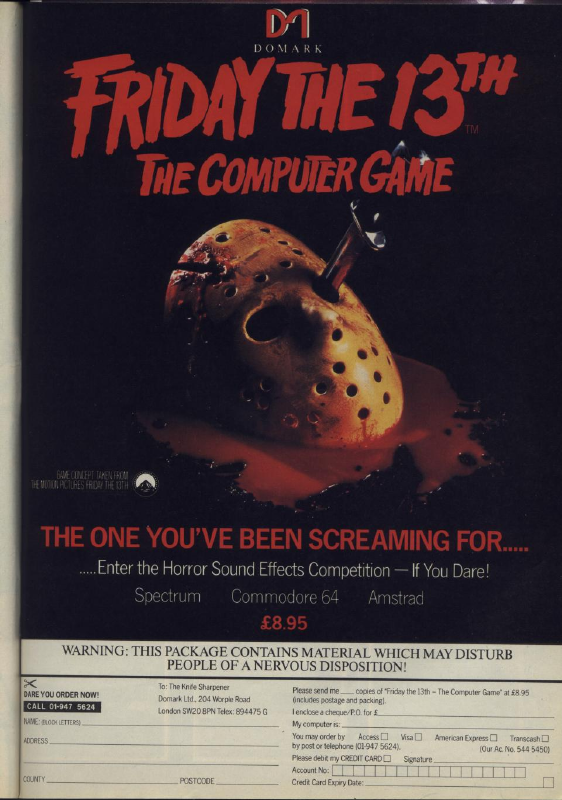 DOMARK
FRIDAY THE 13TH
TM
THE COMPUTER GAME
GAME CONCEPT TAKEN FROM
THE MOTION PICTURES FRIDAY THE 13TH
THE ONE YOU'VE BEEN SCREAMING FOR.....
.....Enter the Horror Sound Effects Competition — If You Dare!
Spectrum Commodore 64 Amstrad
£8.95
WARNING: THIS PACKAGE CONTAINS MATERIAL WHICH MAY DISTURB
PEOPLE OF A NERVOUS DISPOSITION!
DARE YOU ORDER NOW!
CALL 01-947 5624
To: The Knife Sharpener
Domark Ltd., 204 Worple Road
London SW20 8PN Telex: 894475 G
NAME: (BLOCK LETTERS)
ADDRESS
COUNTY POSTCODE
Please send me ___ copies of "Friday the 13th – The Computer Game" at £8.95
(includes postage and packing).
I enclose a cheque/P.O. for £
My computer is:
You may order by Access Visa American Express Transcash
by post or telephone (01-947 5624). (Our Ac. No. 544 5450)
Please debit my CREDIT CARD Signature
Account No:
Credit Card Expiry Date: